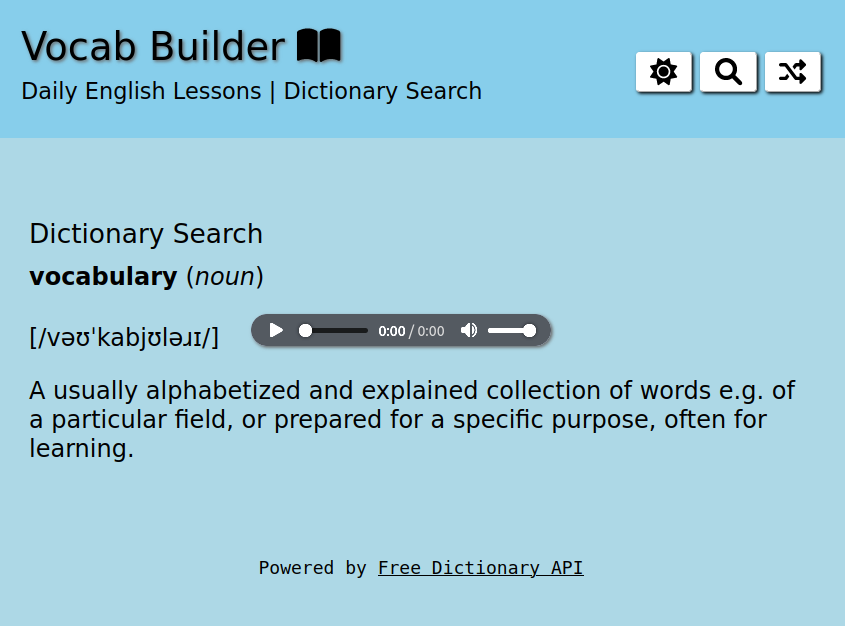 Vocab Builder
Daily English Lessons | Dictionary Search
Dictionary Search
vocabulary (noun)
[/vəʊˈkabjʊləɹɪ/]
0:00 / 0:00
A usually alphabetized and explained collection of words e.g. of
a particular field, or prepared for a specific purpose, often for
learning.
Powered by Free Dictionary API